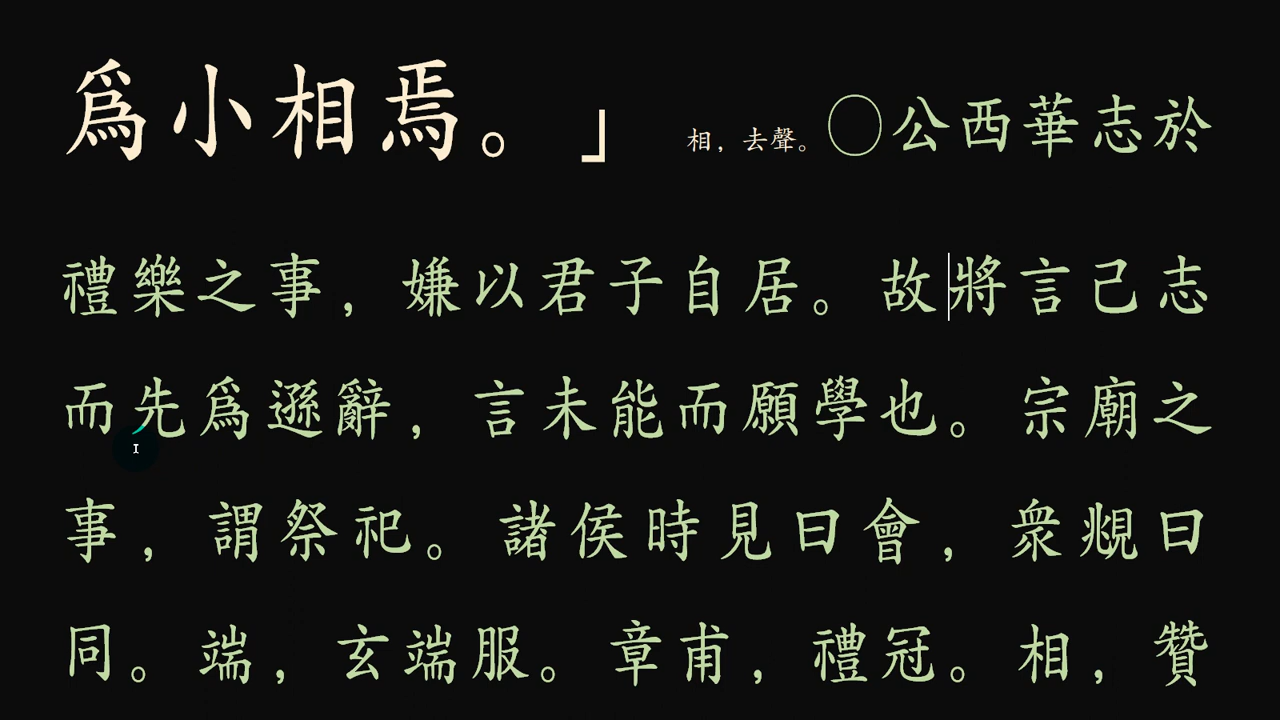 爲小相焉。」相，去聲。〇公西華志於
禮樂之事，嫌以君子自居。故將言己志
而先爲遜辭，言未能而願學也。宗廟之
事，謂祭祀。諸侯時見曰會，衆覜曰
同。端，玄端服。章甫，禮冠。相，贊